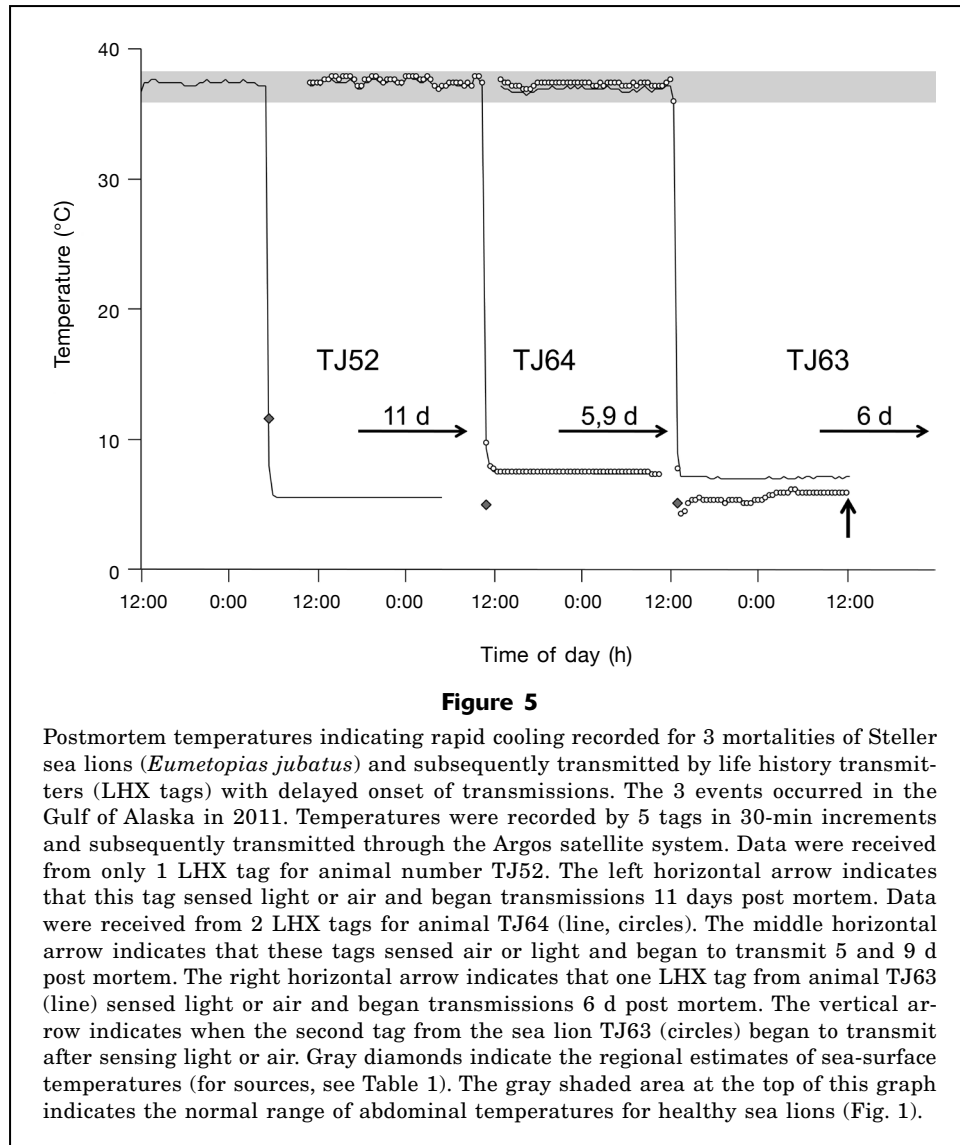 40
30
20
10
0
Temperature (°C)
TJ52
TJ64
TJ63
11 d
5,9 d
6 d
12:00
0:00
12:00
0:00
12:00
0:00
12:00
0:00
12:00
Time of day (h)
Figure 5
Postmortem temperatures indicating rapid cooling recorded for 3 mortalities of Steller
sea lions (Eumetopias jubatus) and subsequently transmitted by life history transmit-
ters (LHX tags) with delayed onset of transmissions. The 3 events occurred in the
Gulf of Alaska in 2011. Temperatures were recorded by 5 tags in 30-min increments
and subsequently transmitted through the Argos satellite system. Data were received
from only 1 LHX tag for animal number TJ52. The left horizontal arrow indicates
that this tag sensed light or air and began transmissions 11 days post mortem. Data
were received from 2 LHX tags for animal TJ64 (line, circles). The middle horizontal
arrow indicates that these tags sensed air or light and began to transmit 5 and 9 d
post mortem. The right horizontal arrow indicates that one LHX tag from animal TJ63
(line) sensed light or air and began transmissions 6 d post mortem. The vertical ar-
row indicates when the second tag from the sea lion TJ63 (circles) began to transmit
after sensing light or air. Gray diamonds indicate the regional estimates of sea-surface
temperatures (for sources, see Table 1). The gray shaded area at the top of this graph
indicates the normal range of abdominal temperatures for healthy sea lions (Fig. 1).